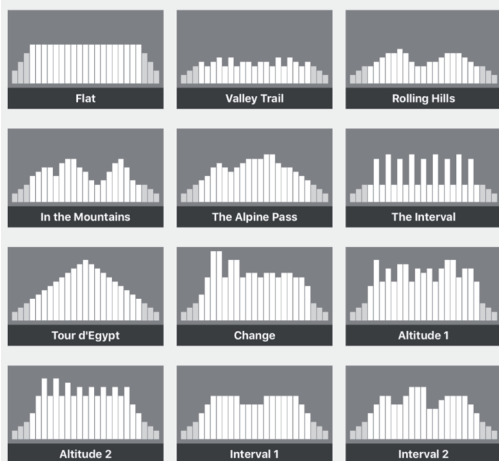 Flat
Valley Trail
Rolling Hills
In the Mountains
The Alpine Pass
The Interval
Tour d'Egypt
Change
Altitude 1
Altitude 2
Interval 1
Interval 2